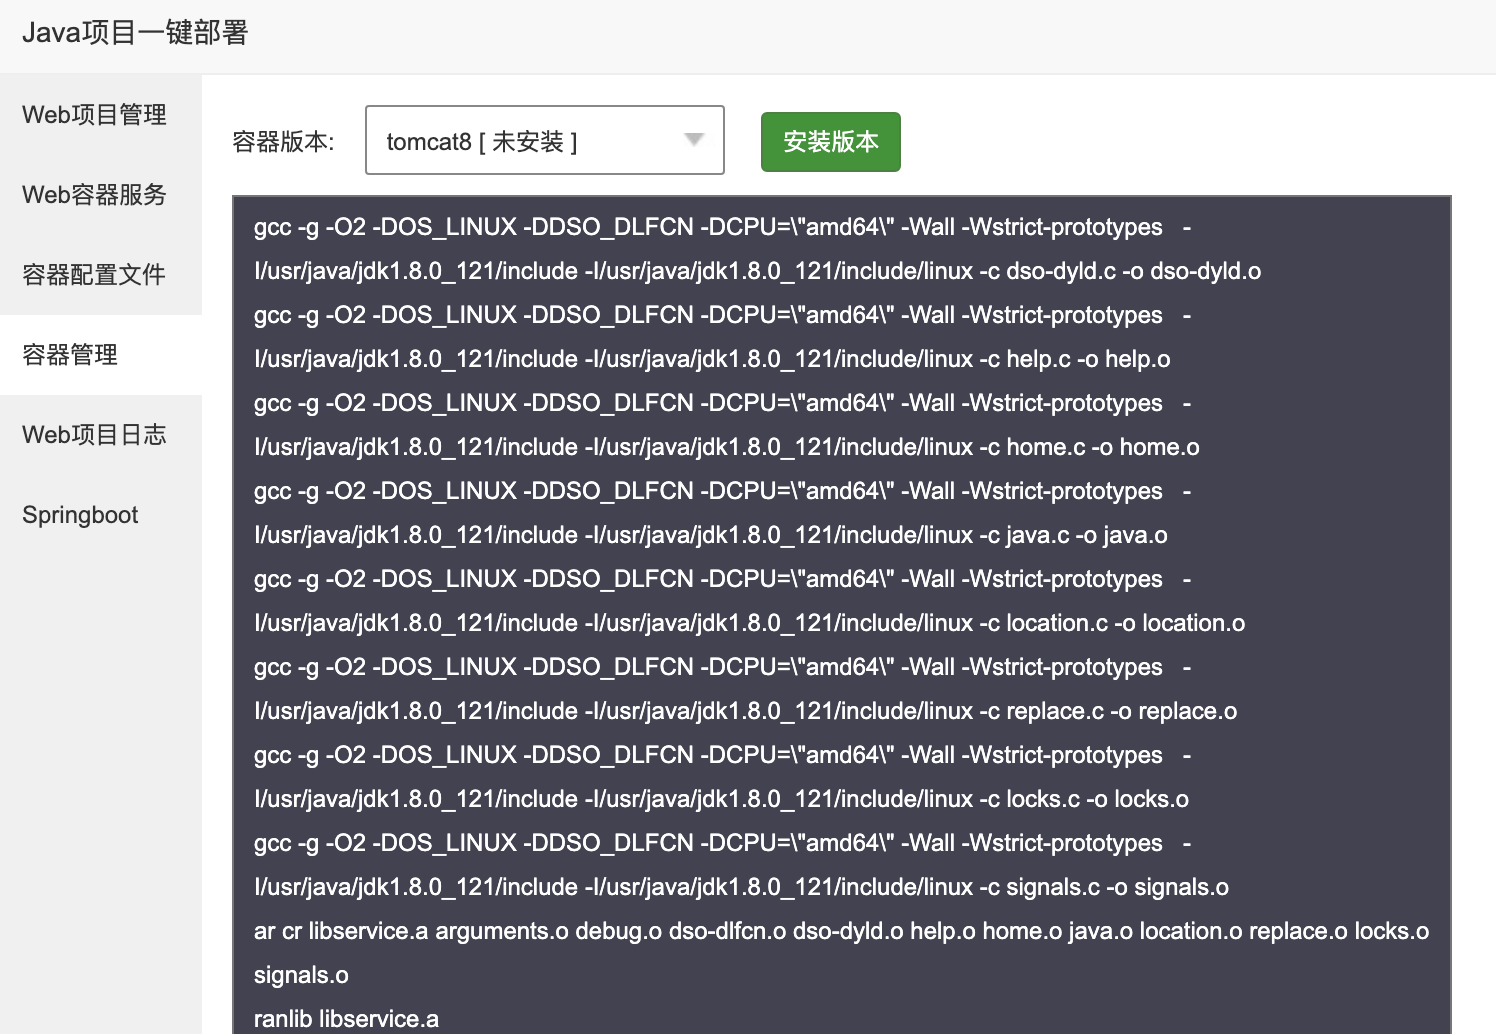 Java项目一键部署
Web项目管理
Web容器服务
容器配置文件
容器管理
Web项目日志
Springboot
容器版本:
tomcat8 [ 未安装 ]
安装版本
gcc -g -O2 -DOS_LINUX -DDSO_DLFCN -DCPU=\"amd64\" -Wall -Wstrict-prototypes   -
I/usr/java/jdk1.8.0_121/include -I/usr/java/jdk1.8.0_121/include/linux -c dso-dyld.c -o dso-dyld.o
gcc -g -O2 -DOS_LINUX -DDSO_DLFCN -DCPU=\"amd64\" -Wall -Wstrict-prototypes   -
I/usr/java/jdk1.8.0_121/include -I/usr/java/jdk1.8.0_121/include/linux -c help.c -o help.o
gcc -g -O2 -DOS_LINUX -DDSO_DLFCN -DCPU=\"amd64\" -Wall -Wstrict-prototypes   -
I/usr/java/jdk1.8.0_121/include -I/usr/java/jdk1.8.0_121/include/linux -c home.c -o home.o
gcc -g -O2 -DOS_LINUX -DDSO_DLFCN -DCPU=\"amd64\" -Wall -Wstrict-prototypes   -
I/usr/java/jdk1.8.0_121/include -I/usr/java/jdk1.8.0_121/include/linux -c java.c -o java.o
gcc -g -O2 -DOS_LINUX -DDSO_DLFCN -DCPU=\"amd64\" -Wall -Wstrict-prototypes   -
I/usr/java/jdk1.8.0_121/include -I/usr/java/jdk1.8.0_121/include/linux -c location.c -o location.o
gcc -g -O2 -DOS_LINUX -DDSO_DLFCN -DCPU=\"amd64\" -Wall -Wstrict-prototypes   -
I/usr/java/jdk1.8.0_121/include -I/usr/java/jdk1.8.0_121/include/linux -c replace.c -o replace.o
gcc -g -O2 -DOS_LINUX -DDSO_DLFCN -DCPU=\"amd64\" -Wall -Wstrict-prototypes   -
I/usr/java/jdk1.8.0_121/include -I/usr/java/jdk1.8.0_121/include/linux -c locks.c -o locks.o
gcc -g -O2 -DOS_LINUX -DDSO_DLFCN -DCPU=\"amd64\" -Wall -Wstrict-prototypes   -
I/usr/java/jdk1.8.0_121/include -I/usr/java/jdk1.8.0_121/include/linux -c signals.c -o signals.o
ar cr libservice.a arguments.o debug.o dso-dlfcn.o dso-dyld.o help.o home.o java.o location.o replace.o locks.o
signals.o
ranlib libservice.a